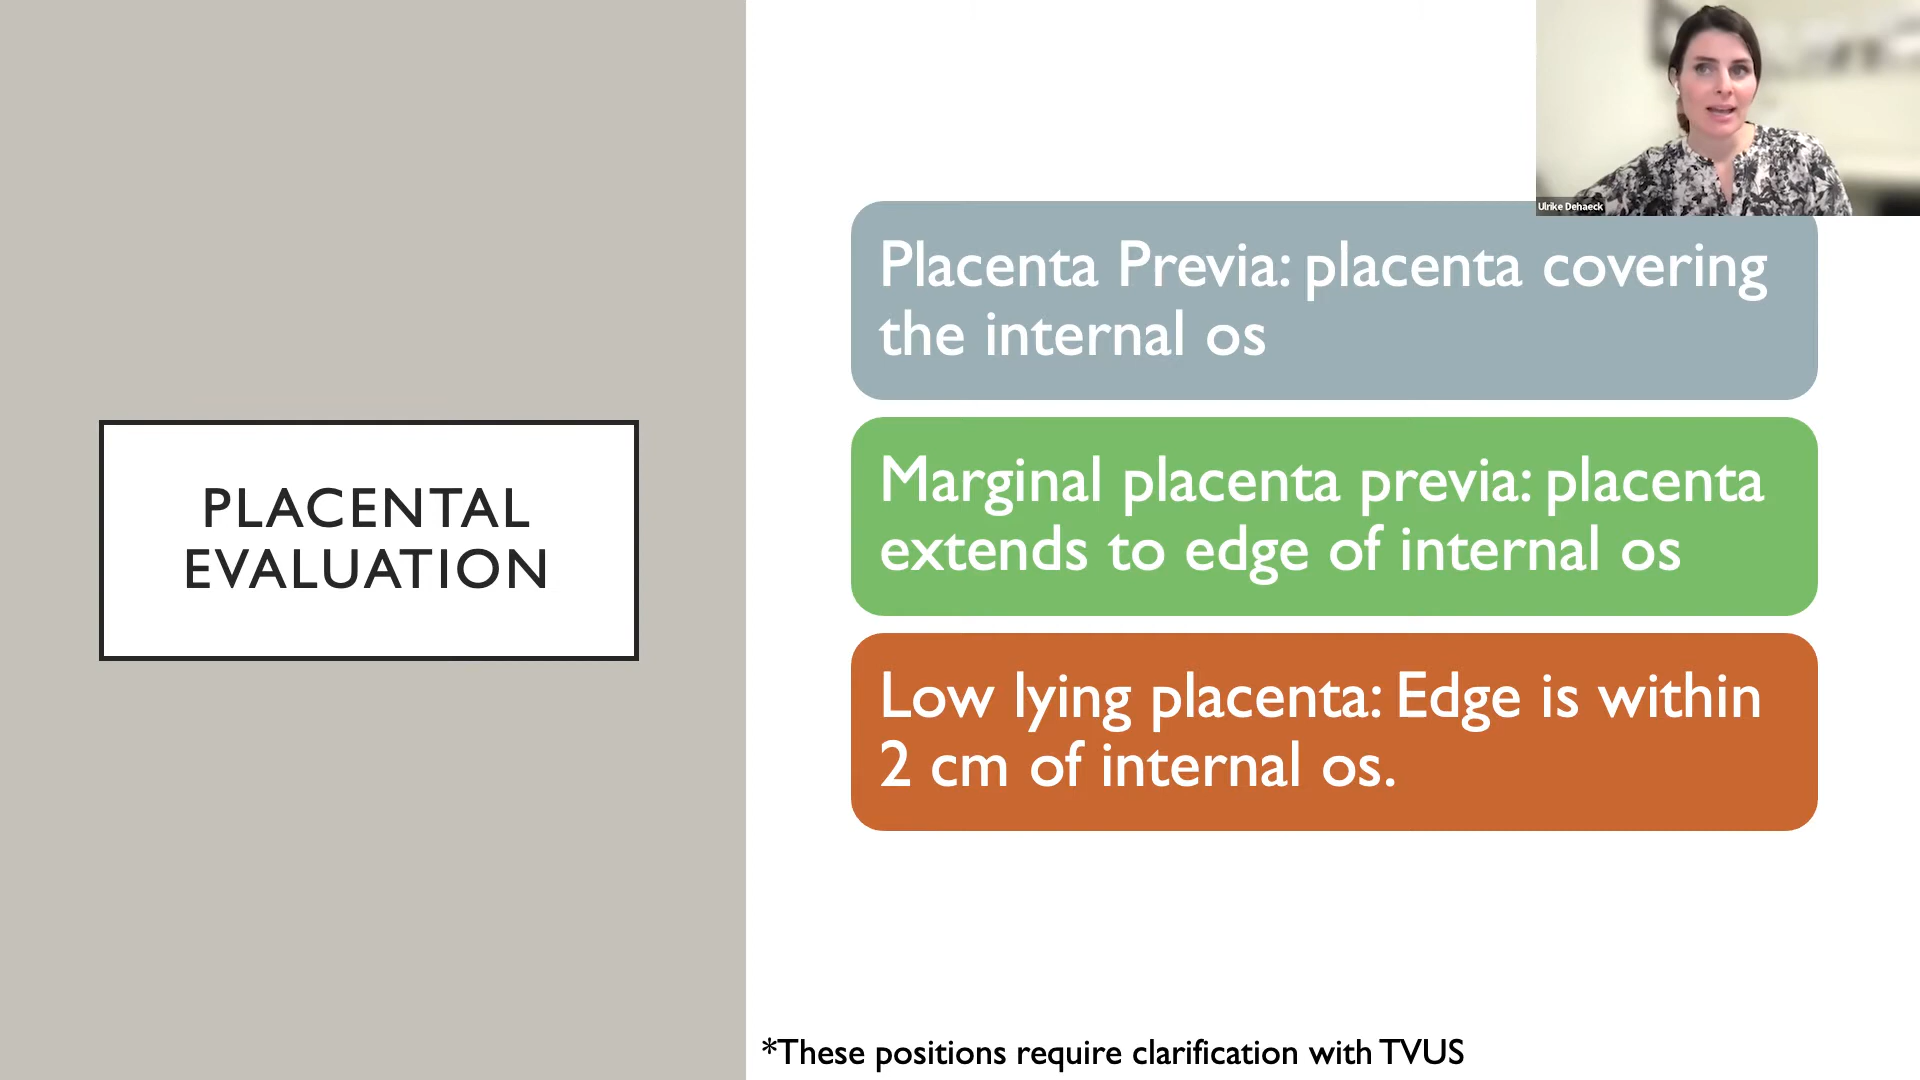 PLACENTAL
EVALUATION
Ulrike Dehaeck
Placenta Previa: placenta covering
the internal os
Marginal placenta previa: placenta
extends to edge of internal os
Low lying placenta: Edge is within
2 cm of internal os.
*These positions require clarification with TVUS